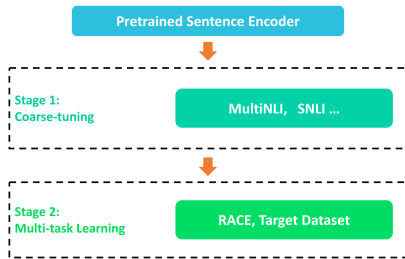 Pretrained Sentence Encoder
Stage 1:
Coarse-tuning
MultiNLI, SNLI ...
Stage 2:
Multi-task Learning
RACE, Target Dataset